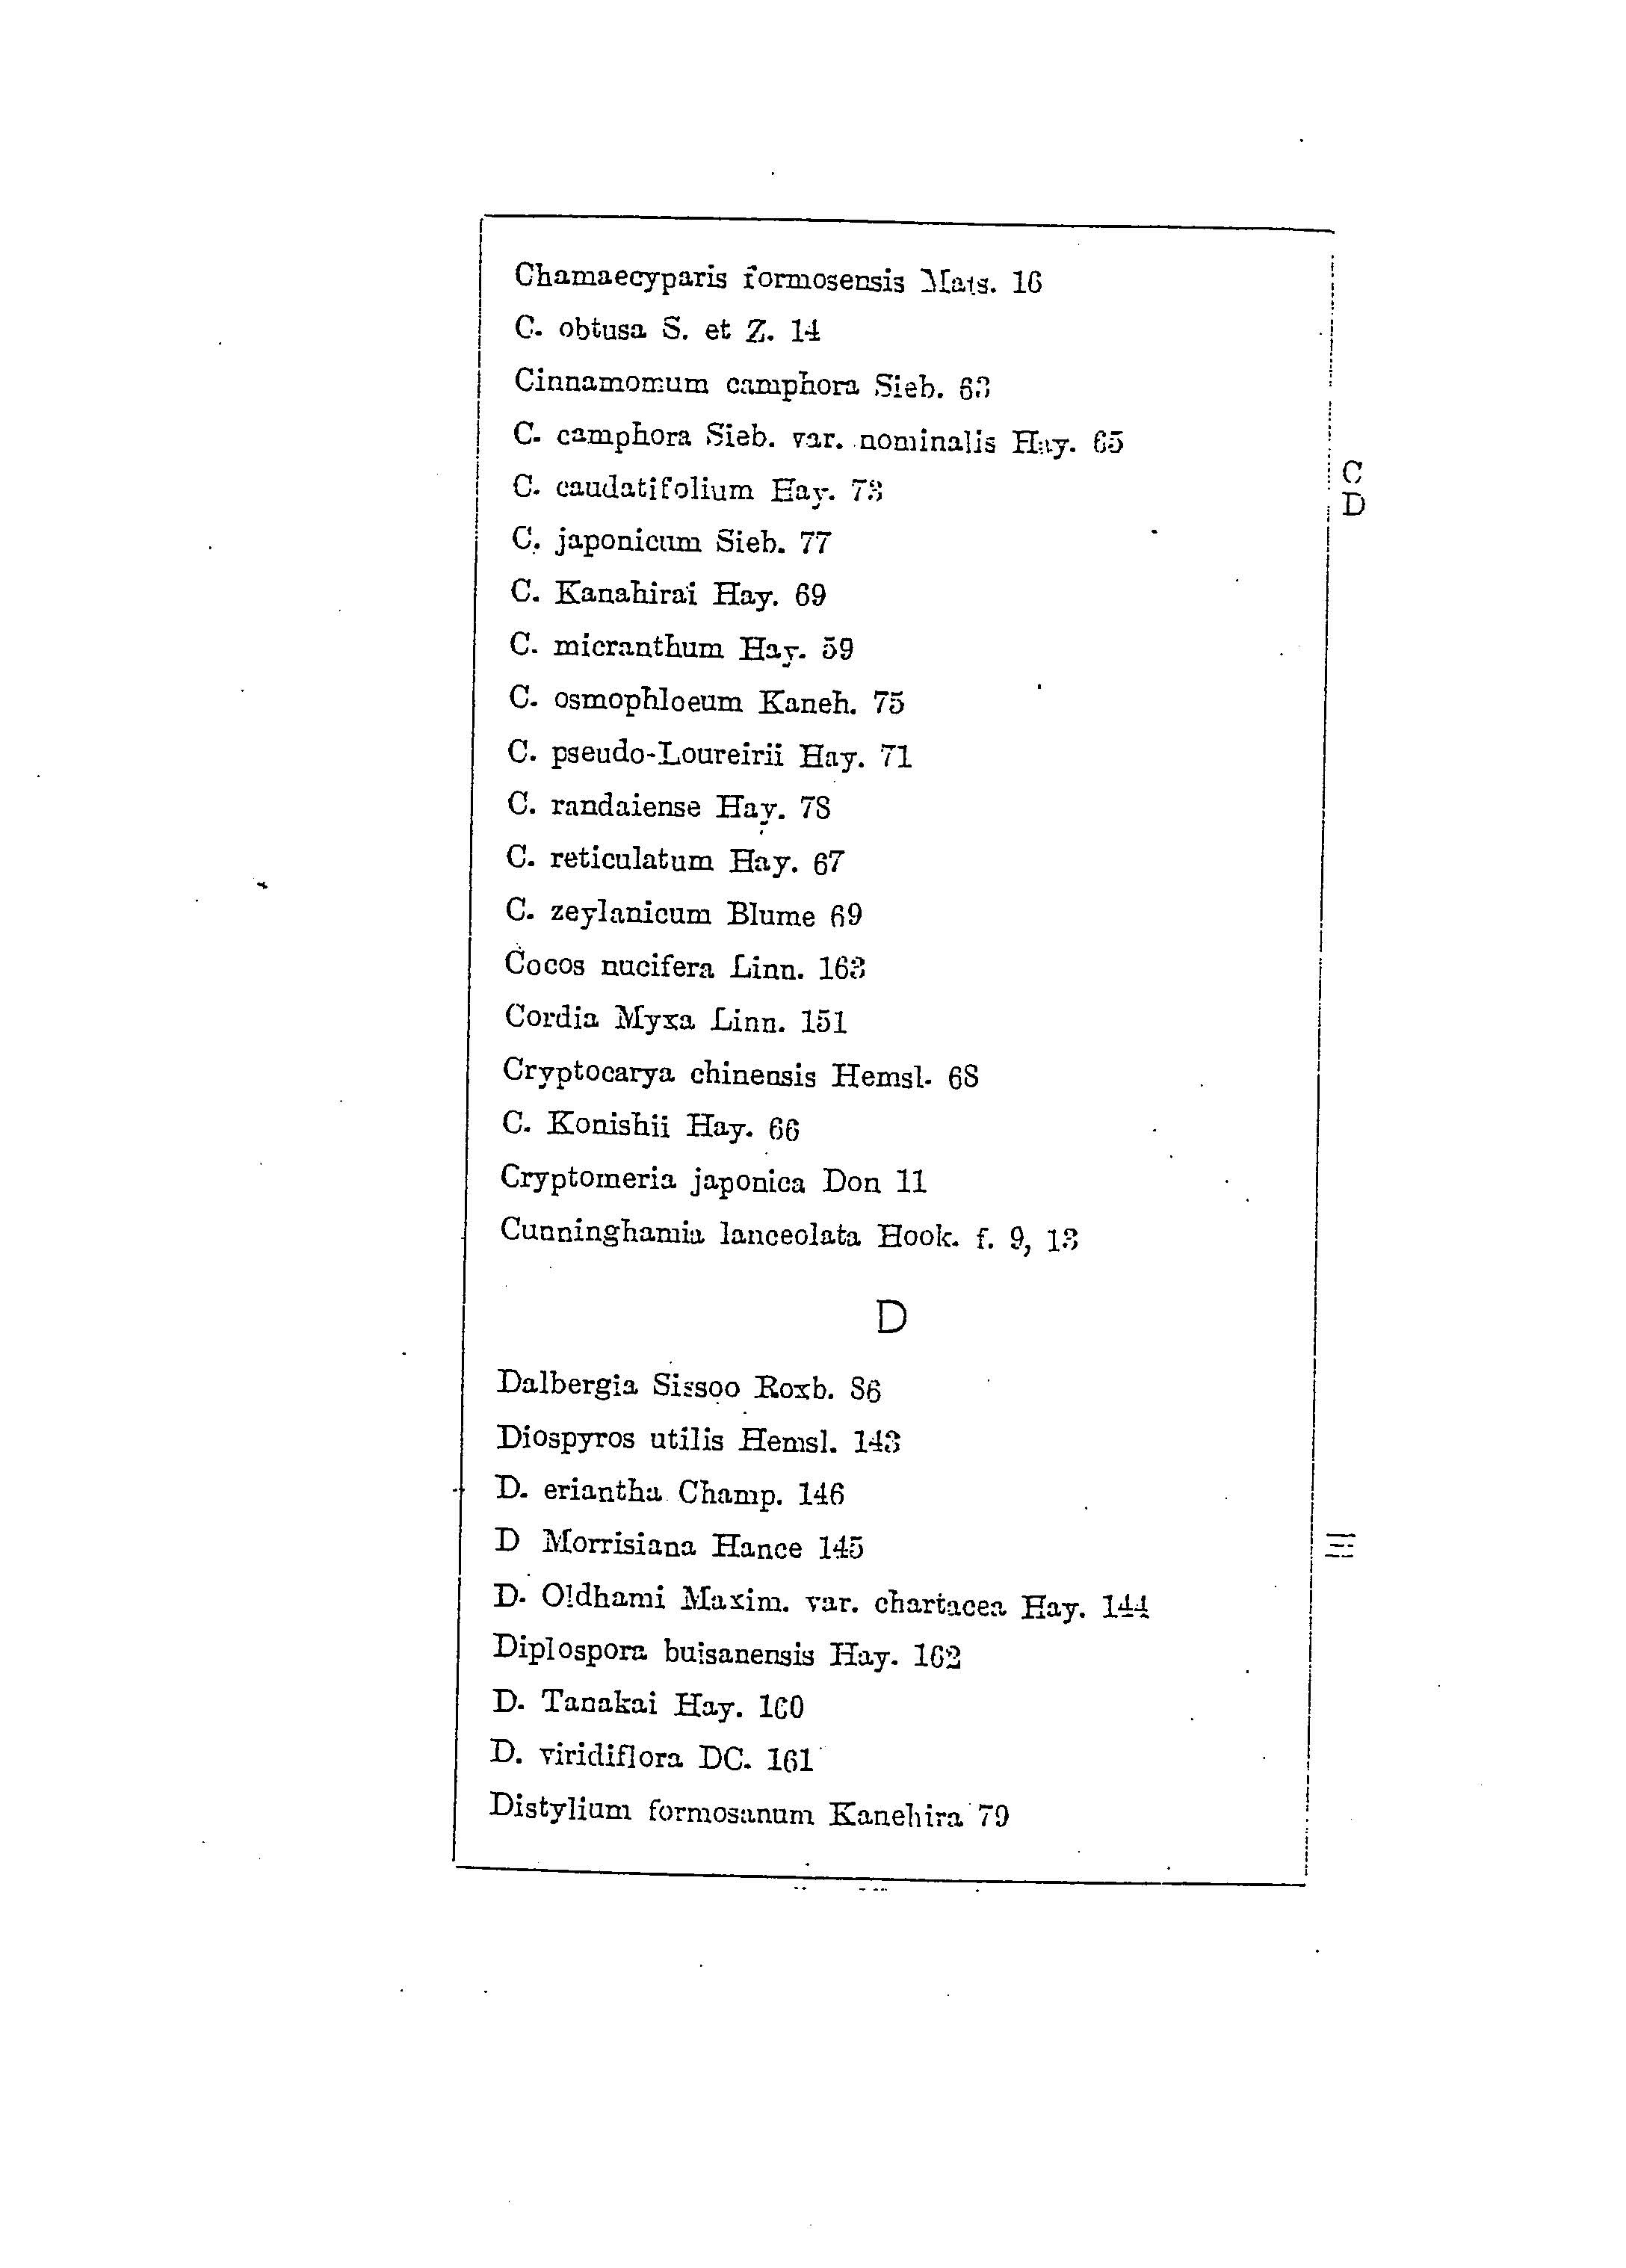 Chamaecyparis formosensis Mats. 16
C. obtusa S. et Z. 14
Cinnamomum camphora Sieb. 63
C. camphora Sieb. var. nominalis Hay. 65
C. caudatifolium Hay. 73
C. japonicum Sieb. 77
C. Kanahirai Hay. 69
C. micranthum Hay. 59
C. osmophloeum Kaneh. 75
C. pseudo-Loureirii Hay. 71
C. randaiense Hay. 78
C. reticulatum Hay. 67
C. zeylanicum Blume 69
Cocos nucifera Linn. 163
Cordia Myxa Linn. 151
Cryptocarya chinensis Hemsl. 68
C. Konishii Hay. 66
Cryptomeria japonica Don 11
Cunninghamia lanceolata Hook. f. 9, 13
D
Dalbergia Sissoo Roxb. 86
Diospyros utilis Hemsl. 143
D. eriantha Champ. 146
D Morrisiana Hance 145
D. Oldhami Maxim. var. chartacea Hay. 144
Diplospora buisanensis Hay. 162
D. Tanakai Hay. 160
D. viridiflora DC. 161
Distylium formosanum Kanehira 79
C
D
三